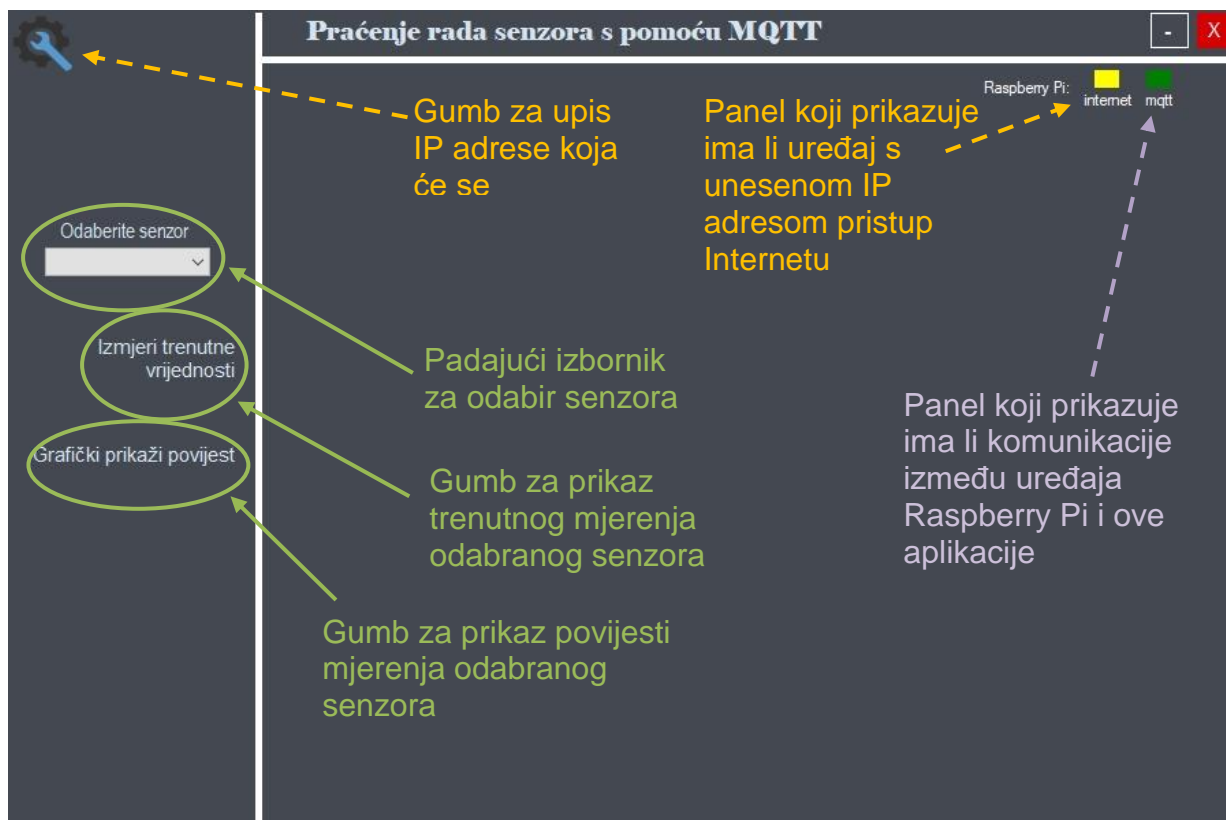 Praćenje rada senzora s pomoću MQTT
-
X
Raspberry Pi:
internet
mqtt
Gumb za upis
IP adrese koja
će se
Panel koji prikazuje
ima li uređaj s
unesenom IP
adresom pristup
Internetu
Odaberite senzor
Izmjeri trenutne
vrijednosti
Grafički prikaži povijest
Padajući izbornik
za odabir senzora
Panel koji prikazuje
ima li komunikacije
između uređaja
Raspberry Pi i ove
aplikacije
Gumb za prikaz
trenutnog mjerenja
odabranog senzora
Gumb za prikaz povijesti
mjerenja odabranog
senzora